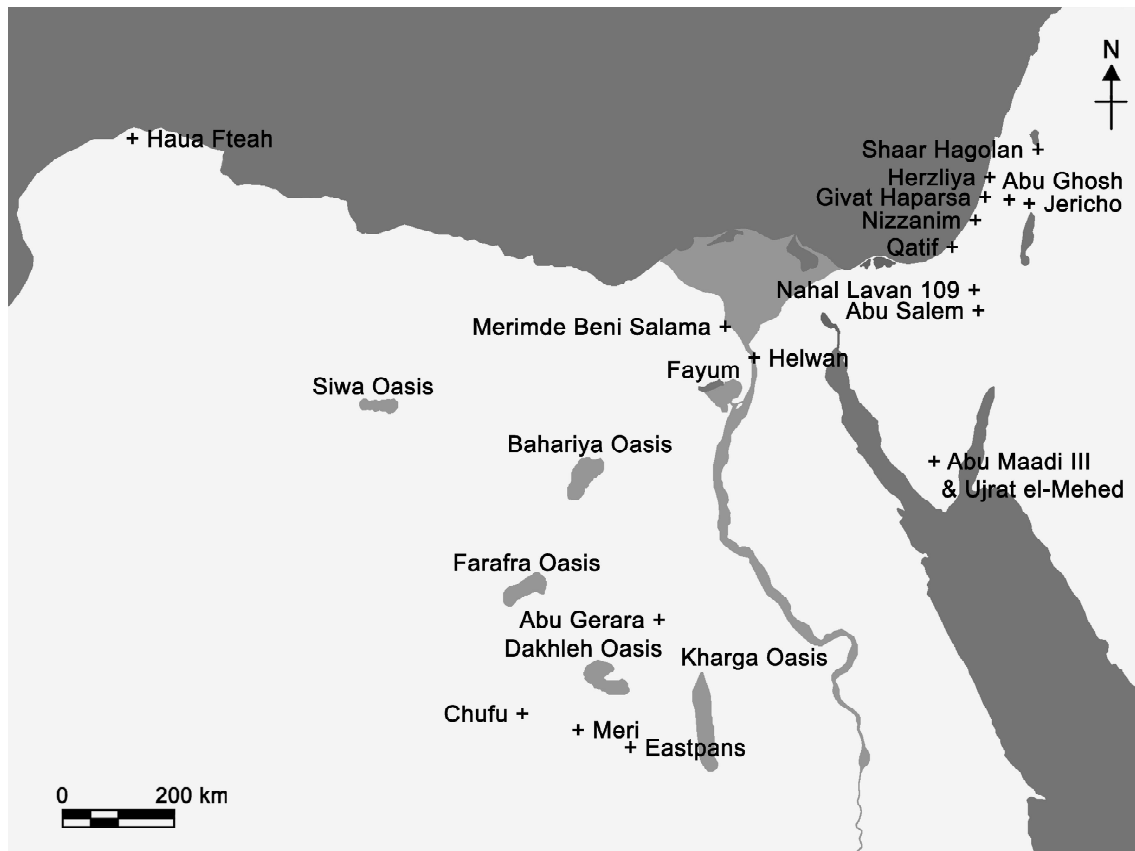 N
+ Haua Fteah
Shaar Hagolan +
Herzliya +
Abu Ghosh
Givat Haparsa + +
+ Jericho
Nizzanim +
Qatif +
Nahal Lavan 109 +
Abu Salem +
Merimde Beni Salama +
+ Helwan
Fayum
Siwa Oasis
Bahariya Oasis
+ Abu Maadi III
& Ujrat el-Mehed
Farafra Oasis
Abu Gerara +
Dakhleh Oasis
Kharga Oasis
Chufu +
+ Meri
+ Eastpans
0 200 km